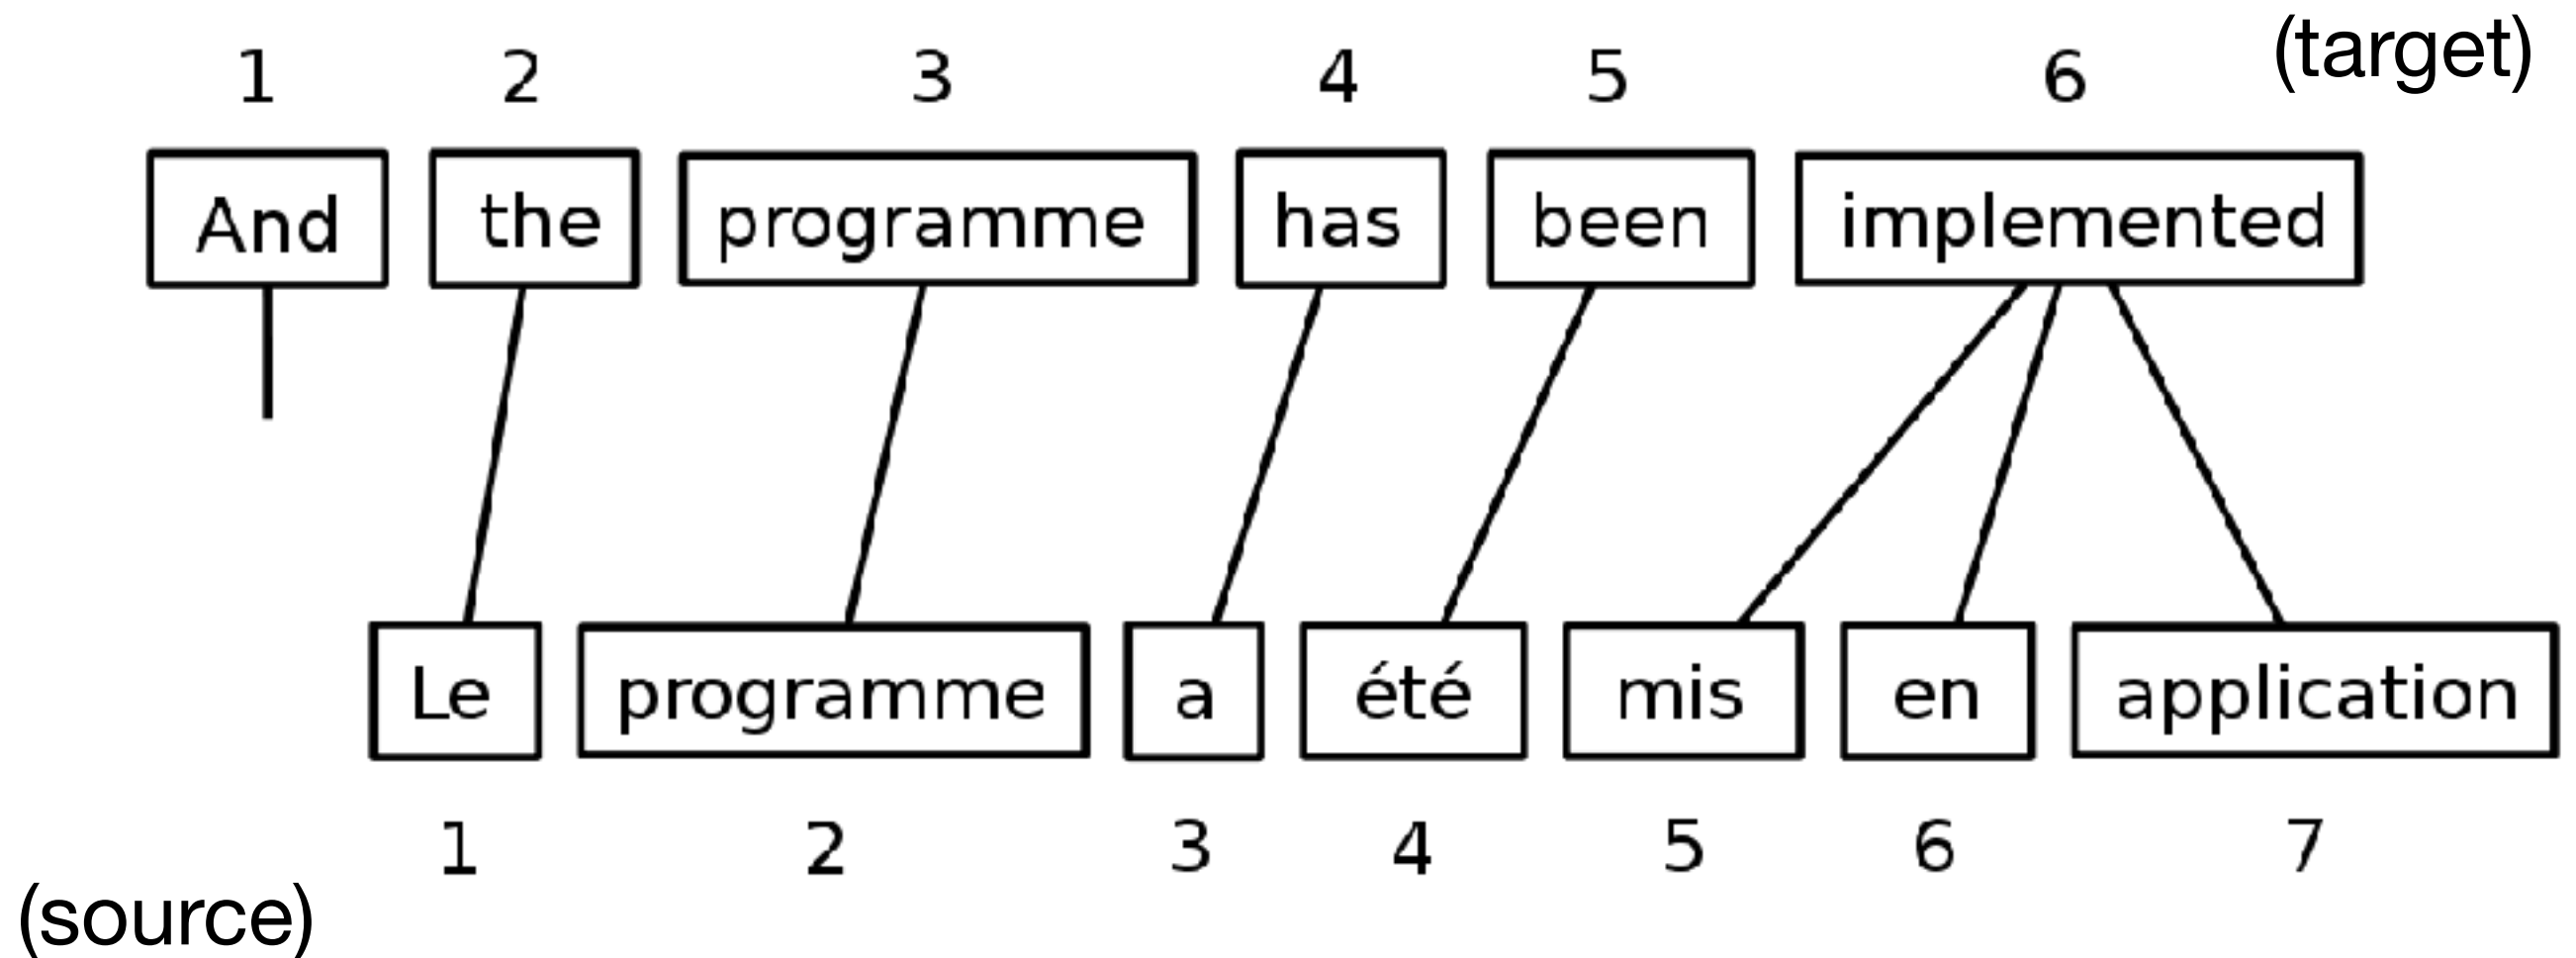 1 2 3 4 5 6 (target)
And the programme has been implemented
Le programme a été mis en application
1 2 3 4 5 6 7
(source)